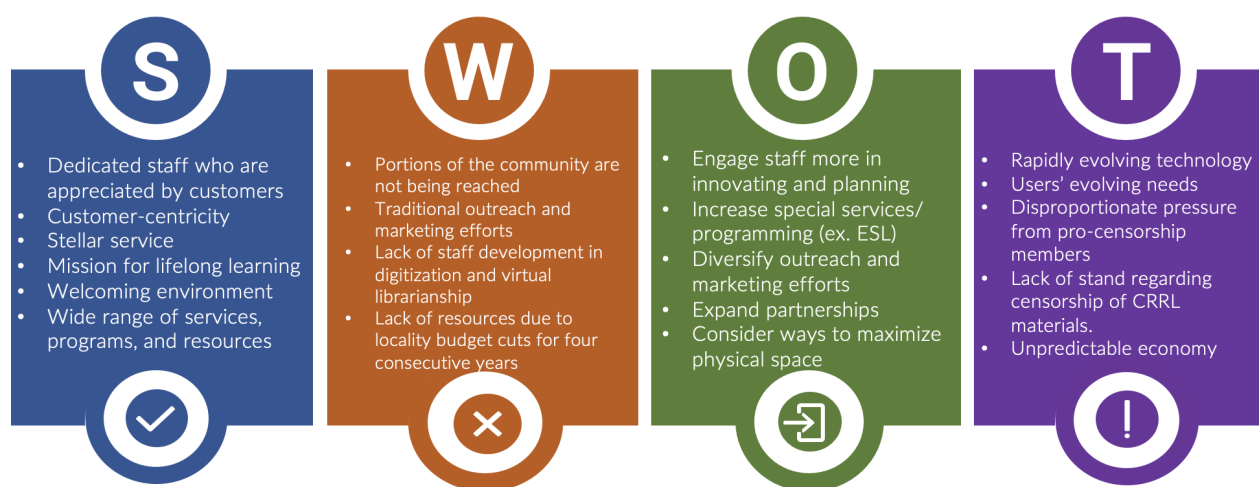 S
• Dedicated staff who are
appreciated by customers
• Customer-centricity
• Stellar service
• Mission for lifelong learning
• Welcoming environment
• Wide range of services,
programs, and resources
W
• Portions of the community are
not being reached
• Traditional outreach and
marketing efforts
• Lack of staff development in
digitization and virtual
librarianship
• Lack of resources due to
locality budget cuts for four
consecutive years
O
• Engage staff more in
innovating and planning
• Increase special services/
programming (ex. ESL)
• Diversify outreach and
marketing efforts
• Expand partnerships
• Consider ways to maximize
physical space
T
• Rapidly evolving technology
• Users’ evolving needs
• Disproportionate pressure
from pro-censorship
members
• Lack of stand regarding
censorship of CRRL
materials.
• Unpredictable economy